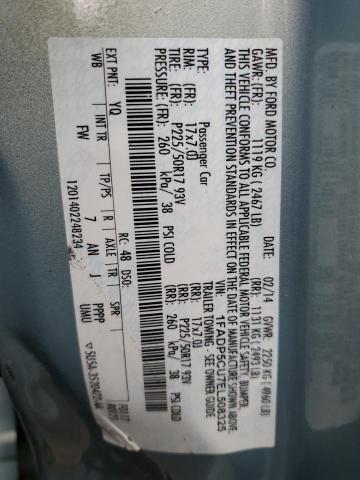 MFD. BY FORD MOTOR CO.
DATE: 02/14 GVWR: 2250 KG ( 4960 LB)
GAWR: (FR) 1119 KG ( 2467 LB) (RR) 1131 KG ( 2492 LB)
THIS VEHICLE CONFORMS TO ALL APPLICABLE FEDERAL MOTOR VEHICLE SAFETY, BUMPER,
AND THEFT PREVENTION STANDARDS IN EFFECT ON THE DATE OF MANUFACTURE SHOWN ABOVE.
VIN: 1FADP5CU7EL508325
Passenger Car TRAILER TOWING
RIM: (FR) 17x7.0J (RR) 17x7.0J
TIRE: (FR) P225/50R17 93V (RR) P225/50R17 93V
PRESSURE: (FR) 260 kPa/ 38 PSI COLD (RR) 260 kPa/ 38 PSI COLD
EXT PNT: YQ RC: 48 DSO:
WB INT TR TP/PS R AXLE TR SPR
FW 7 AN J PPPP UMU
1201402248234